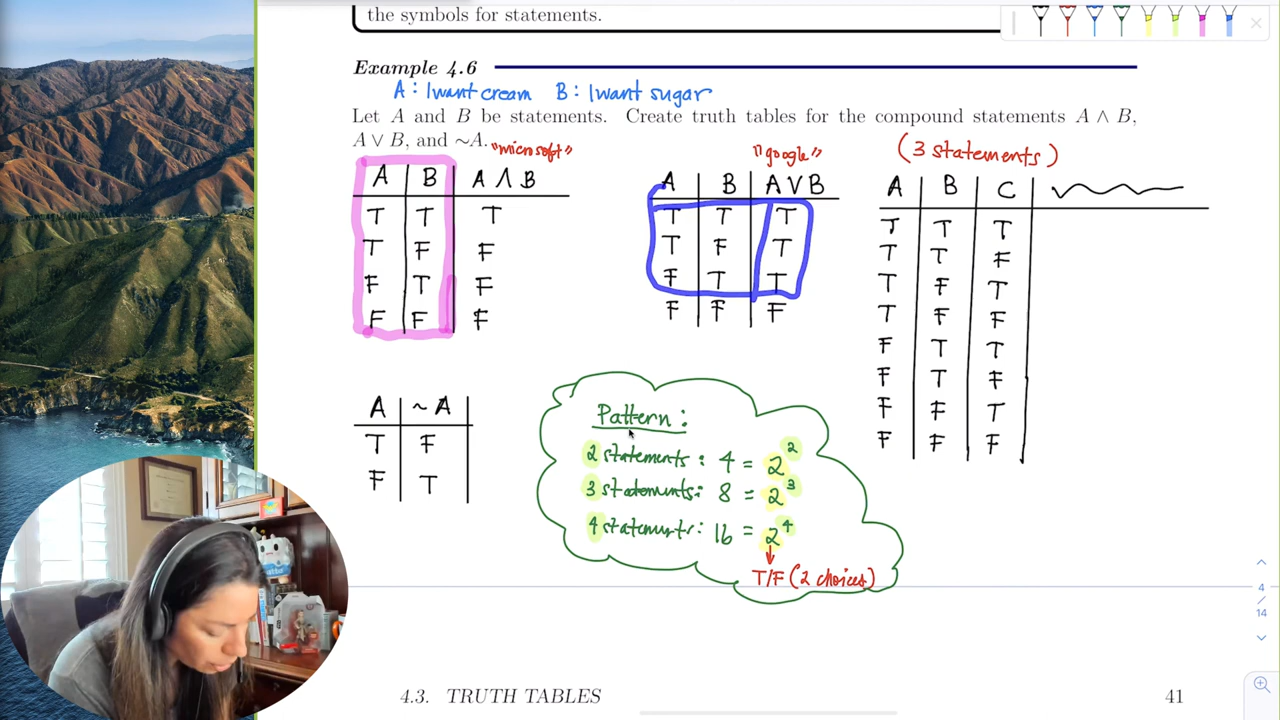 the symbols for statements.
Example 4.6
A: I want cream B: I want sugar
Let A and B be statements. Create truth tables for the compound statements A ∧ B,
A ∨ B, and ~A.
"microsoft"
A B A ∧ B
T T T
T F F
F T F
F F F
"google"
A B A ∨ B
T T T
T F T
F T T
F F F
(3 statements)
A B C
T T T
T T F
T F T
T F F
F T T
F T F
F F T
F F F
A ~A
T F
F T
Pattern:
2 statements: 4 = 2²
3 statements: 8 = 2³
4 statements: 16 = 2⁴
T/F (2 choices)
4
/
14
4.3. TRUTH TABLES 41